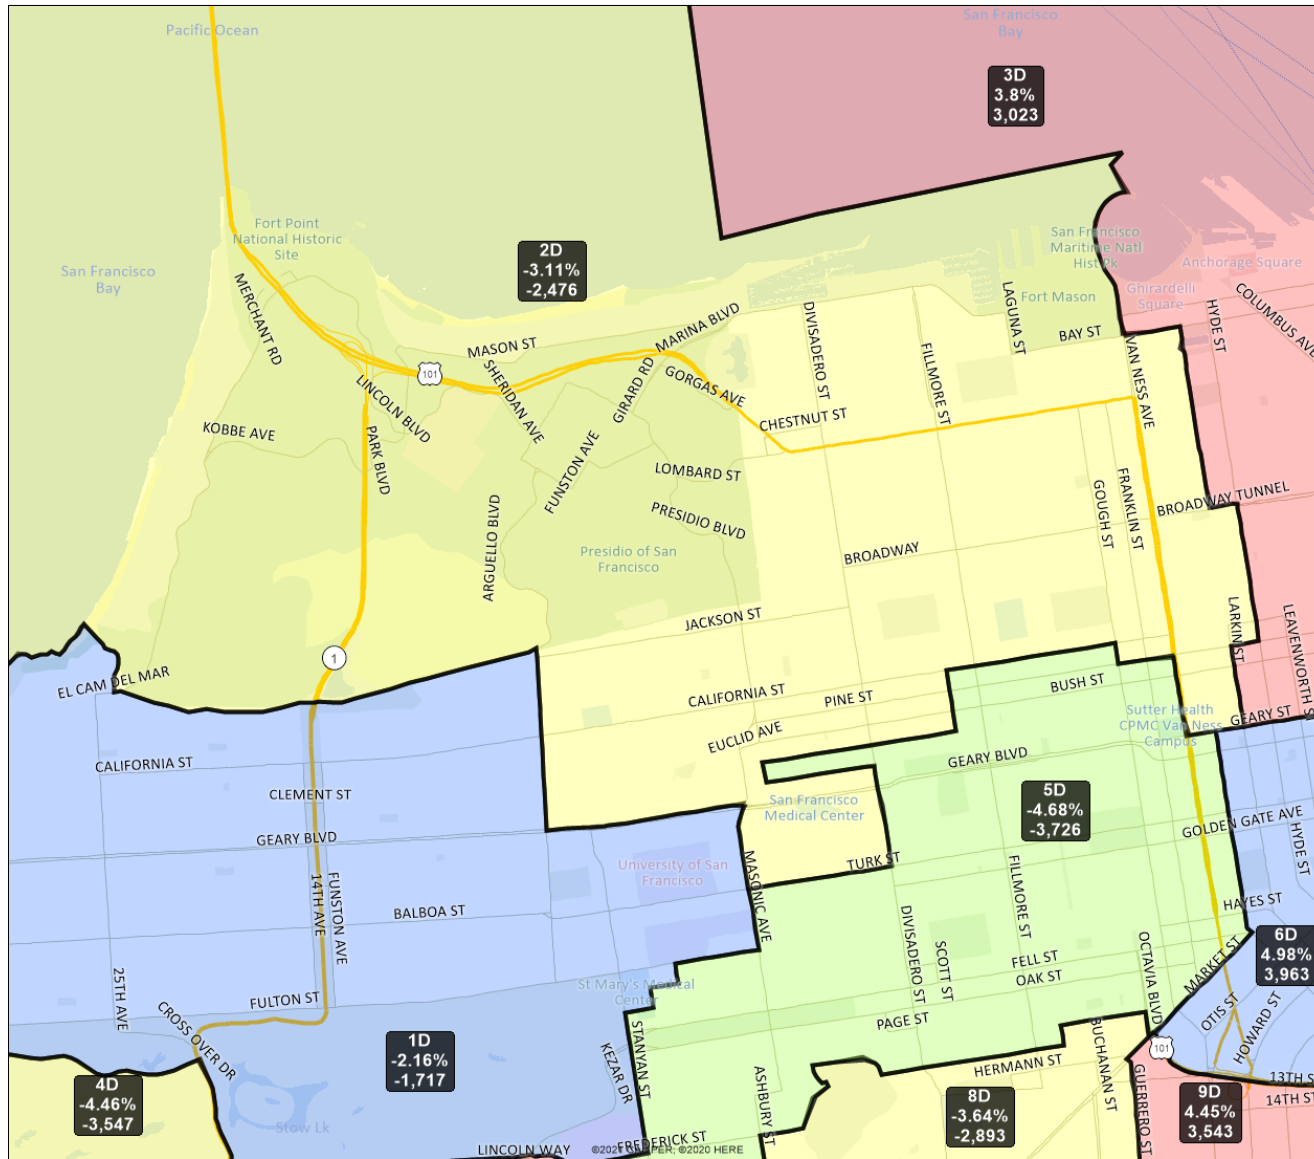 Pacific Ocean
San Francisco
Bay
3D
3.8%
3,023
Fort Point
National Historic
Site
San Francisco
Maritime Natl
Hist Pk
Anchorage Square
2D
-3.11%
-2,476
San Francisco
Bay
Ghirardelli
Square
Fort Mason
MERCHANT RD
MASON ST
MARINA BLVD
DIVISADERO ST
LAGUNA ST
BAY ST
HYDE ST
COLUMBUS AVE
101
SHERIDAN AVE
GIRARD RD
GORGAS AVE
FILLMORE ST
VAN NESS AVE
LINCOLN BLVD
CHESTNUT ST
KOBBE AVE
PARK BLVD
FUNSTON AVE
LOMBARD ST
GOUGH ST
FRANKLIN ST
BROADWAY TUNNEL
ARGUELLO BLVD
PRESIDIO BLVD
Presidio of San
Francisco
BROADWAY
JACKSON ST
LARKIN ST
LEAVENWORTH S
1
EL CAM DEL MAR
CALIFORNIA ST
PINE ST
BUSH ST
EUCLID AVE
Sutter Health
CPMC Van Ness
Campus
GEARY ST
CALIFORNIA ST
GEARY BLVD
CLEMENT ST
San Francisco
Medical Center
5D
-4.68%
-3,726
GOLDEN GATE AVE
GEARY BLVD
HYDE ST
MASONIC AVE
TURK ST
University of San
Francisco
14TH AVE
FUNSTON AVE
BALBOA ST
FILLMORE ST
HAYES ST
DIVISADERO ST
SCOTT ST
OCTAVIA BLVD
MARKET ST
6D
4.98%
3,963
25TH AVE
FELL ST
OAK ST
St Mary's Medical
Center
FULTON ST
CROSS OVER DR
PAGE ST
OTIS ST
HOWARD ST
1D
-2.16%
-1,717
KEZAR DR
STANYAN ST
BUCHANAN ST
101
HERMANN ST
ASHBURY ST
GUERRERO ST
13TH S
14TH ST
4D
-4.46%
-3,547
8D
-3.64%
-2,893
9D
4.45%
3,543
Stow Lk
LINCOLN WAY
FREDERICK ST
©2021 CALIPER; ©2020 HERE